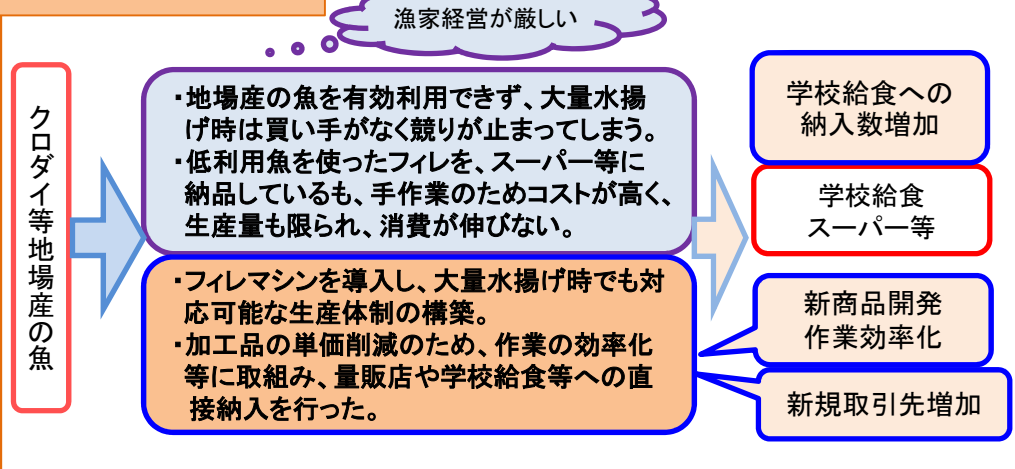 漁家経営が厳しい
クロダイ等地場産の魚
・地場産の魚を有効利用できず、大量水揚
げ時は買い手がなく競りが止まってしまう。
・低利用魚を使ったフィレを、スーパー等に
納品しているも、手作業のためコストが高く、
生産量も限られ、消費が伸びない。
・フィレマシンを導入し、大量水揚げ時でも対
応可能な生産体制の構築。
・加工品の単価削減のため、作業の効率化
等に取組み、量販店や学校給食等への直
接納入を行った。
学校給食への
納入数増加
学校給食
スーパー等
新商品開発
作業効率化
新規取引先増加